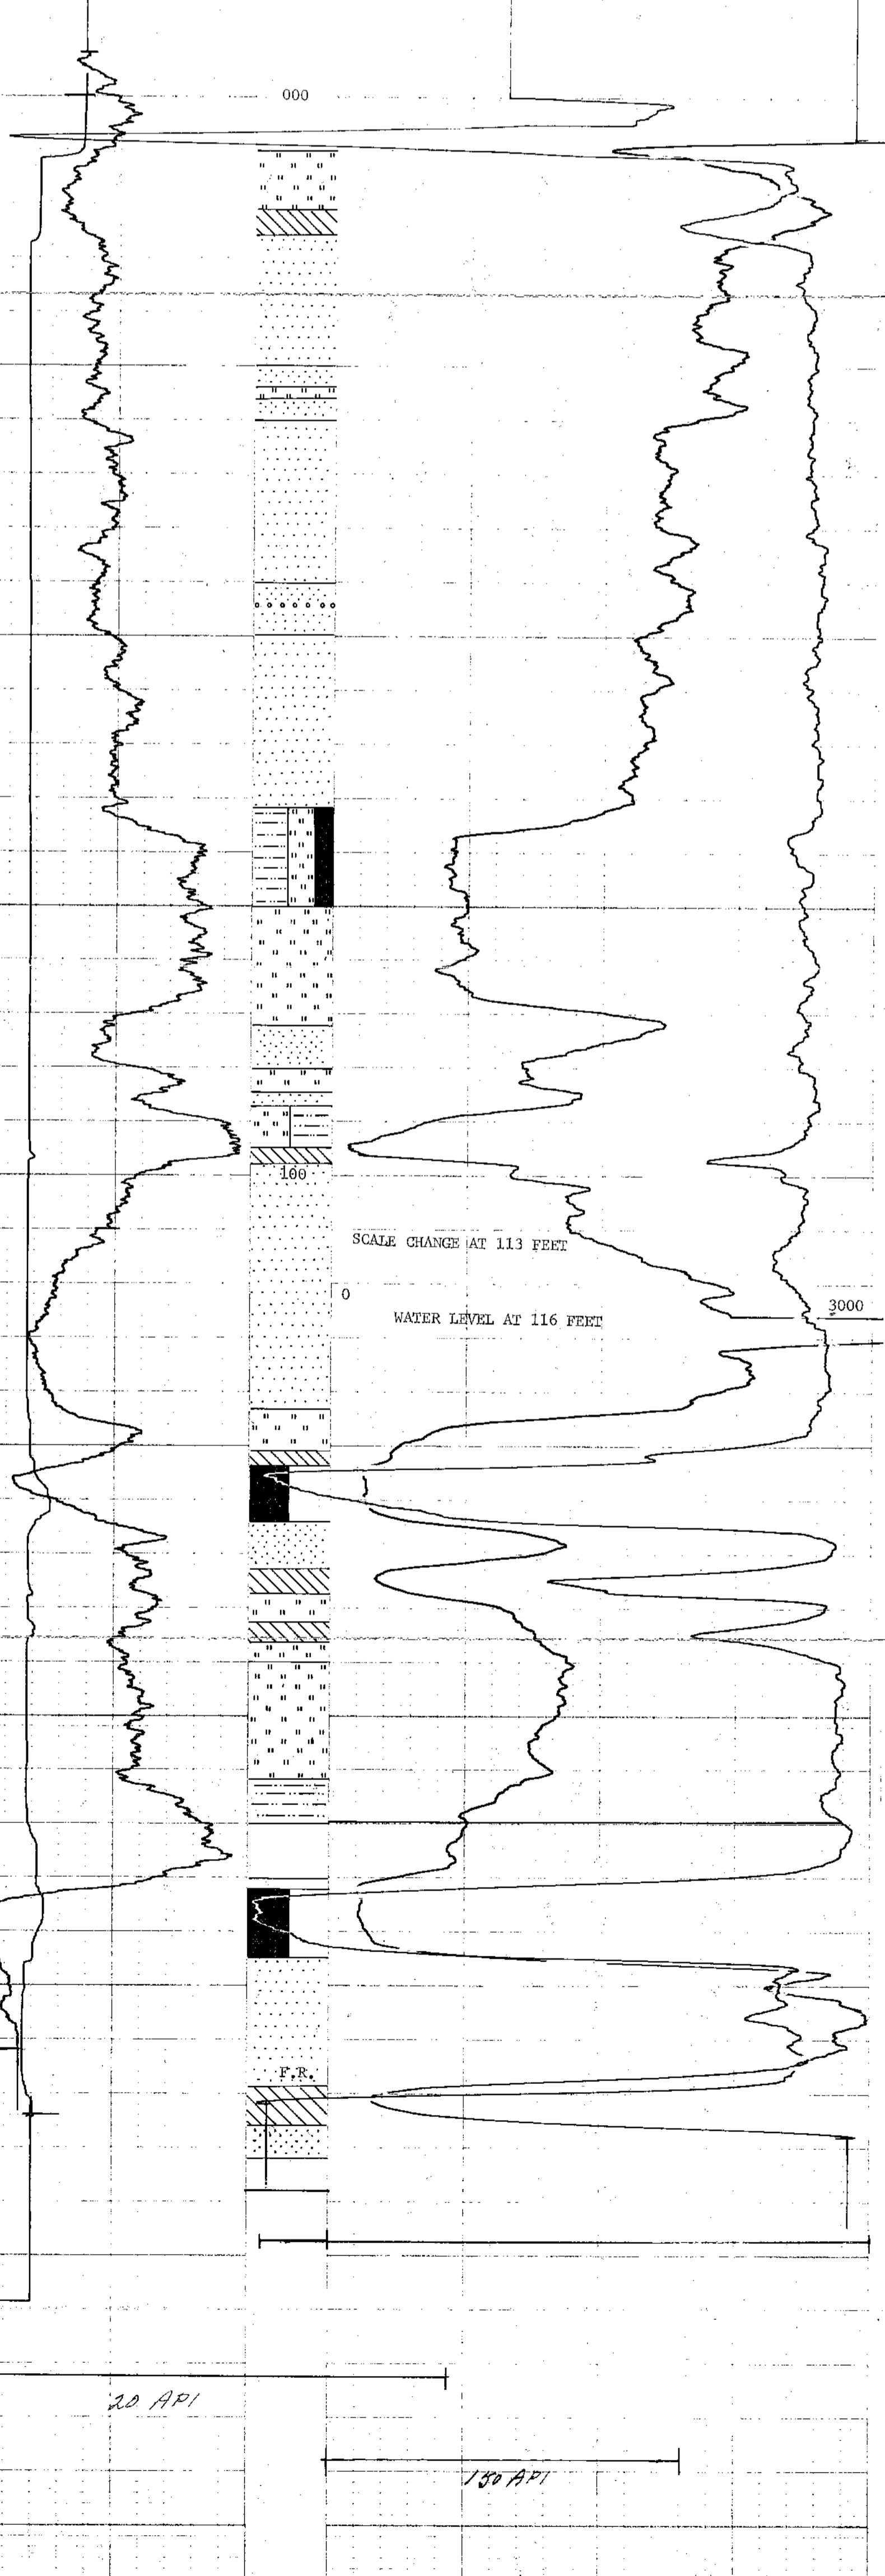 000
100
SCALE CHANGE AT 113 FEET
0
3000
WATER LEVEL AT 116 FEET
F.R.
20 API
150 API